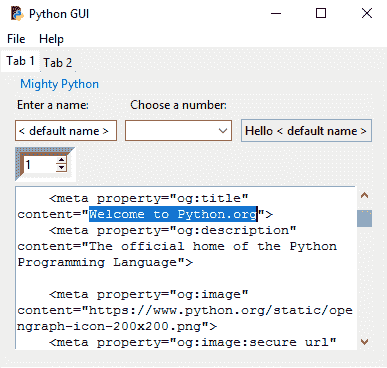 Python GUI
File Help
Tab 1 Tab 2
Mighty Python
Enter a name: Choose a number:
< default name > Hello < default name >
1
<meta property="og:title"
content="Welcome to Python.org">
<meta property="og:description"
content="The official home of the Python
Programming Language">
<meta property="og:image"
content="https://www.python.org/static/ope
ngraph-icon-200x200.png">
<meta property="og:image:secure_url"